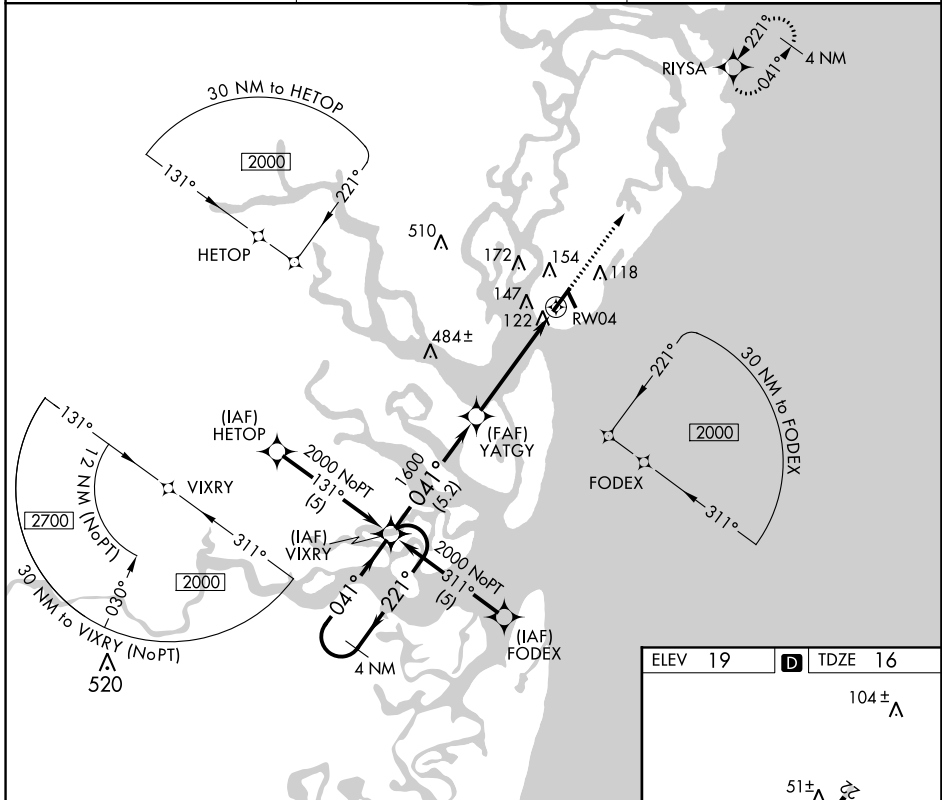 RIYSA
221°
041°
4 NM
30 NM to HETOP
2000
131°
221°
HETOP
510
172
154
118
147
122
RW04
484±
221°
30 NM to FODEX
2000
FODEX
311°
(IAF)
HETOP
2000 NoPT
131°
(5)
(FAF)
YATGY
1600
041°
(5.2)
131°
12 NM (NoPT)
VIXRY
2700
311°
2000
030°
30 NM to VIXRY (NoPT)
520
(IAF)
VIXRY
2000 NoPT
311°
(5)
041°
221°
4 NM
(IAF)
FODEX
ELEV 19
D
TDZE 16
104±
51±
22